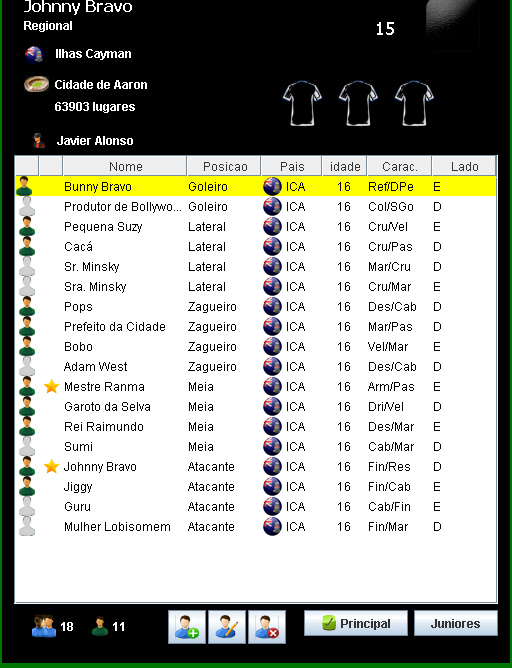 Johnny Bravo
Regional
15
Ilhas Cayman
Cidade de Aaron
63903 lugares
Javier Alonso
Nome Posicao Pais idade Carac. Lado
Bunny Bravo Goleiro ICA 16 Ref/DPe E
Produtor de Bollywo... Goleiro ICA 16 Col/SGo D
Pequena Suzy Lateral ICA 16 Cru/Vel E
Cacá Lateral ICA 16 Cru/Pas D
Sr. Minsky Lateral ICA 16 Mar/Cru D
Sra. Minsky Lateral ICA 16 Cru/Mar E
Pops Zagueiro ICA 16 Des/Cab D
Prefeito da Cidade Zagueiro ICA 16 Mar/Pas D
Bobo Zagueiro ICA 16 Vel/Mar E
Adam West Zagueiro ICA 16 Des/Cab D
Mestre Ranma Meia ICA 16 Arm/Pas E
Garoto da Selva Meia ICA 16 Dri/Vel D
Rei Raimundo Meia ICA 16 Des/Mar E
Sumi Meia ICA 16 Cab/Mar D
Johnny Bravo Atacante ICA 16 Fin/Res D
Jiggy Atacante ICA 16 Fin/Cab E
Guru Atacante ICA 16 Cab/Fin E
Mulher Lobisomem Atacante ICA 16 Fin/Mar D
18 11 Principal Juniores